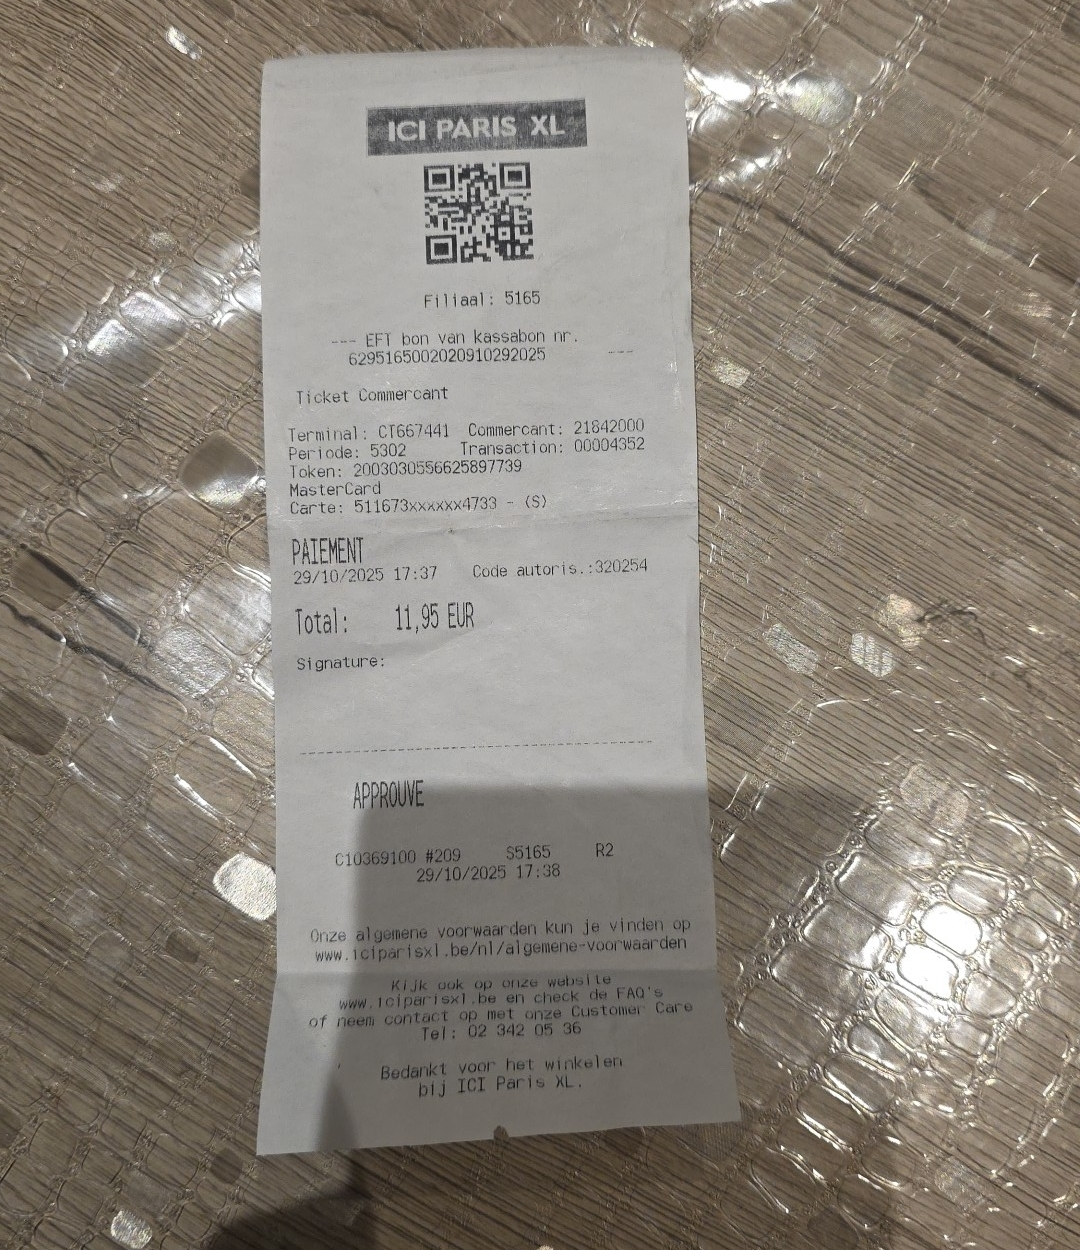 ICI PARIS XL
Filiaal: 5165
--- EFT bon van kassabon nr.
6295165002020910292025 ---
Ticket Commercant
Terminal: CT667441 Commercant: 21842000
Periode: 5302 Transaction: 00004352
Token: 2003030556625897739
MasterCard
Carte: 511673xxxxxx4733 - (S)
PAIEMENT
29/10/2025 17:37 Code autoris.:320254
Total: 11,95 EUR
Signature:
APPROUVE
C10369100 #209 S5165 R2
29/10/2025 17:38
Onze algemene voorwaarden kun je vinden op
www.iciparisxl.be/nl/algemene-voorwaarden
Kijk ook op onze website
www.iciparisxl.be en check de FAQ's
of neem contact op met onze Customer Care
Tel: 02 342 05 36
Bedankt voor het winkelen
bij ICI Paris XL.